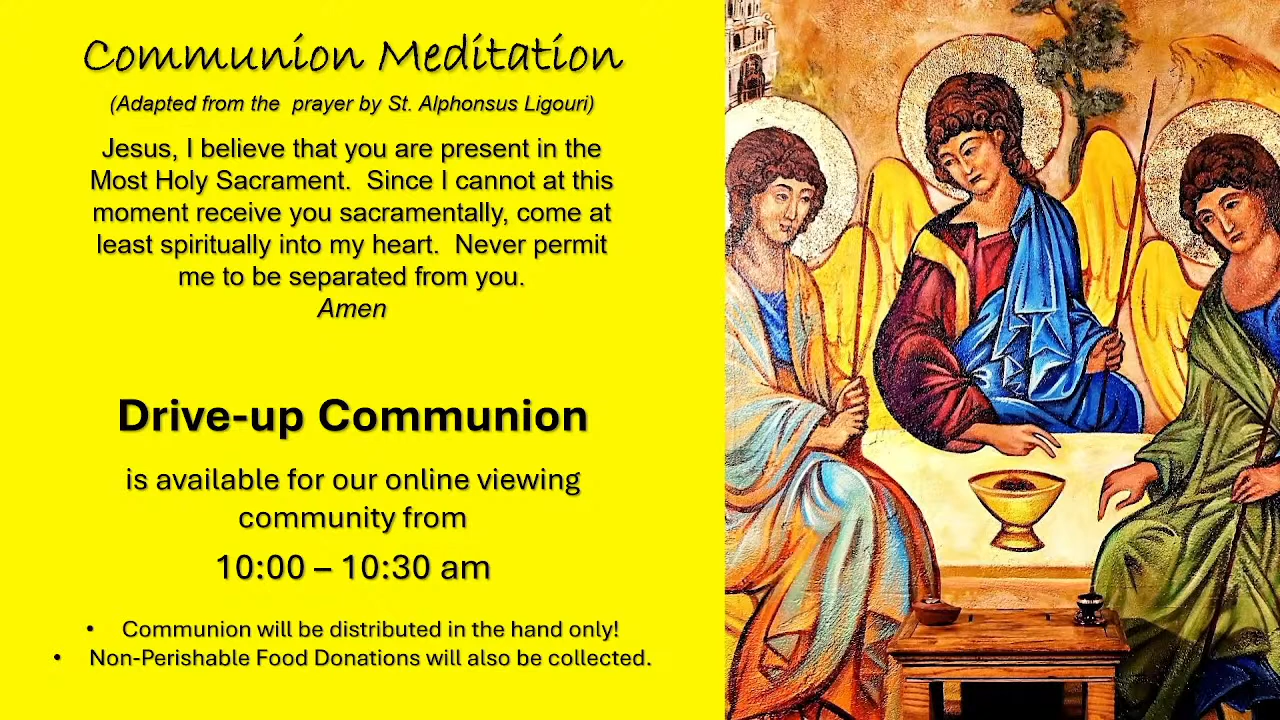 Communion Meditation
(Adapted from the  prayer by St. Alphonsus Ligouri)
Jesus, I believe that you are present in the
Most Holy Sacrament.  Since I cannot at this
moment receive you sacramentally, come at
least spiritually into my heart.  Never permit
me to be separated from you.
Amen
Drive-up Communion
is available for our online viewing
community from
10:00 – 10:30 am
• Communion will be distributed in the hand only!
• Non-Perishable Food Donations will also be collected.